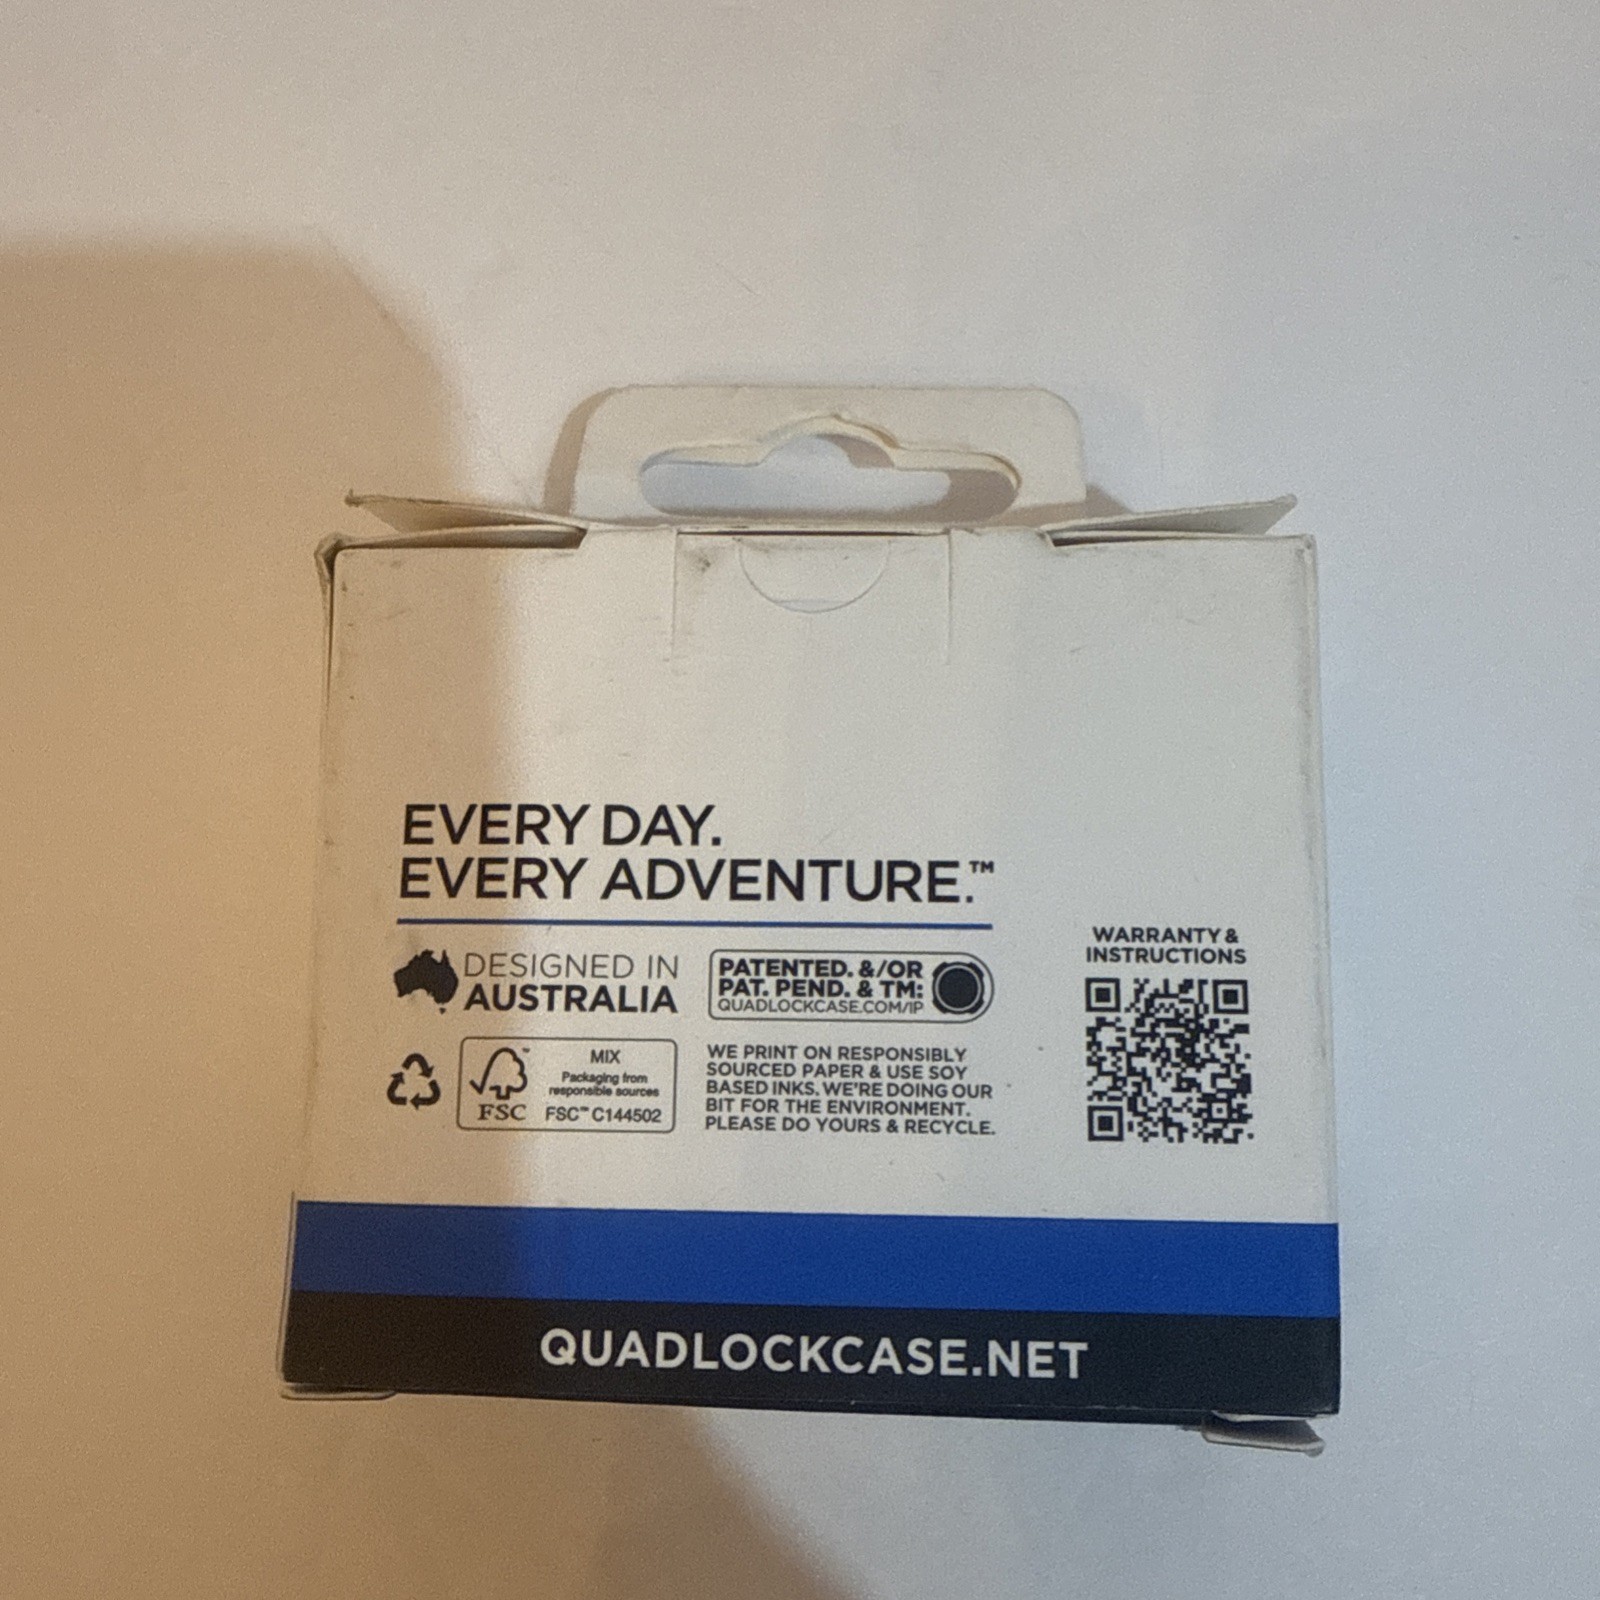 EVERY DAY.
EVERY ADVENTURE.™
DESIGNED IN
AUSTRALIA
PATENTED. &/OR
PAT. PEND. & TM:
QUADLOCKCASE.COM/IP
WARRANTY &
INSTRUCTIONS
FSC
MIX
Packaging from
responsible sources
FSC™ C144502
WE PRINT ON RESPONSIBLY
SOURCED PAPER & USE SOY
BASED INKS. WE'RE DOING OUR
BIT FOR THE ENVIRONMENT.
PLEASE DO YOURS & RECYCLE.
QUADLOCKCASE.NET